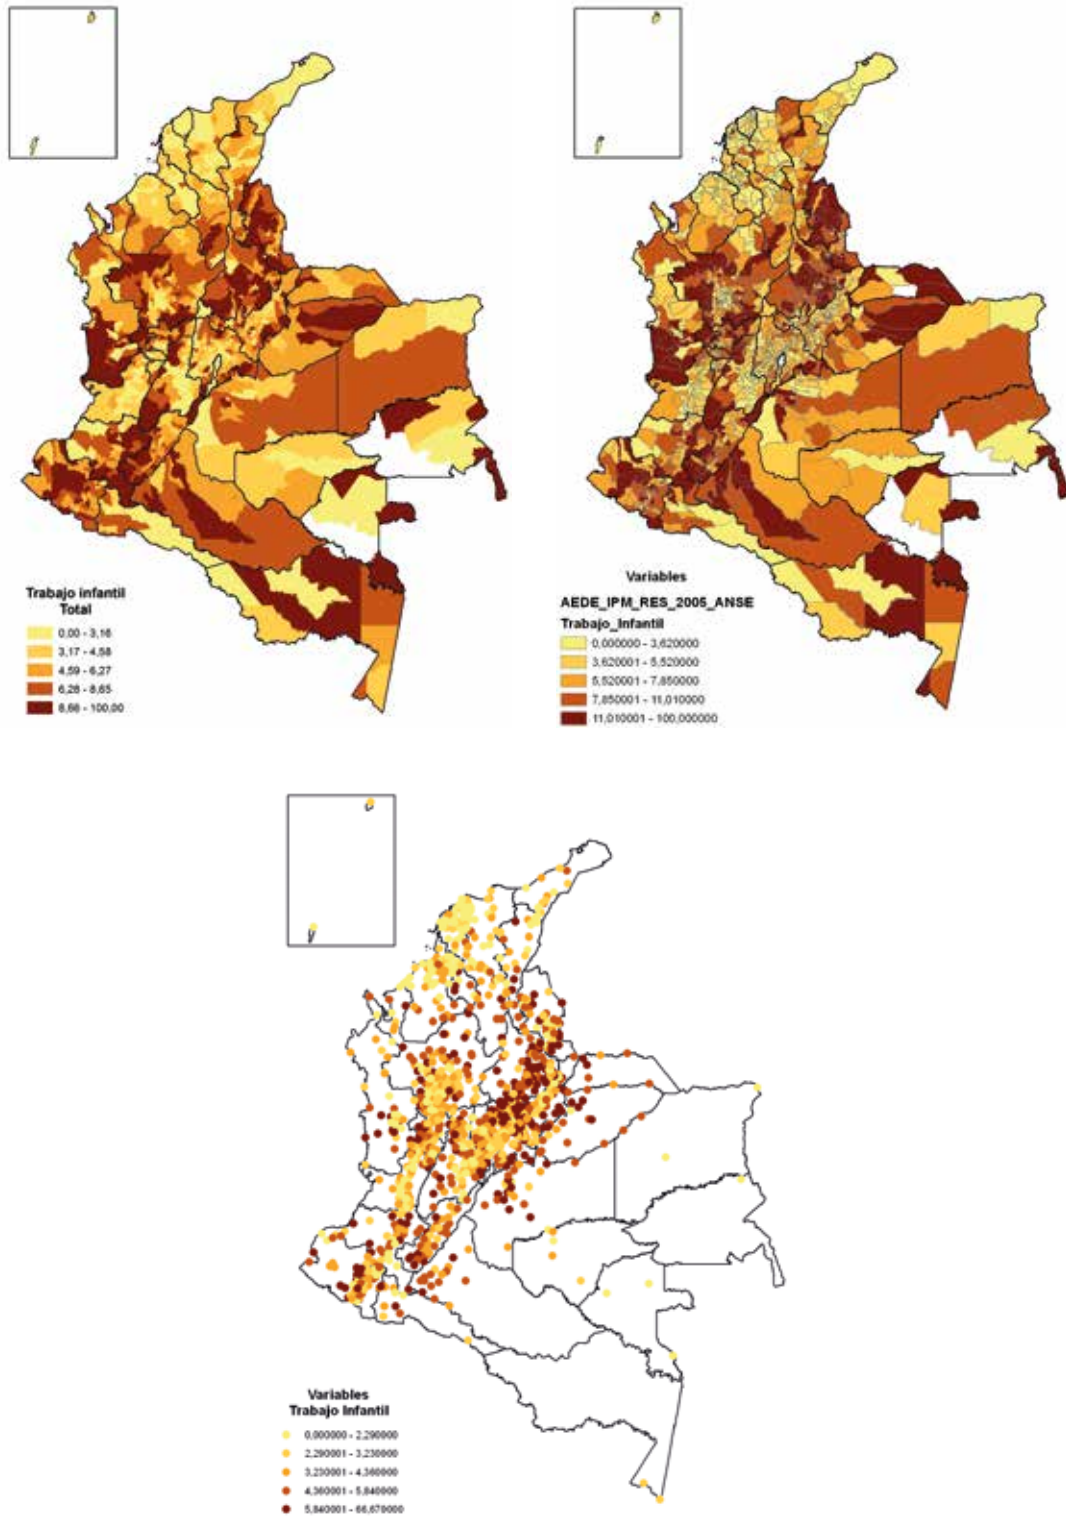 Trabajo infantil
Total
0,00 - 3,16
3,17 - 4,58
4,59 - 6,27
6,28 - 8,65
8,66 - 100,00
Variables
AEDE_IPM_RES_2005_ANSE
Trabajo_Infantil
0,000000 - 3,620000
3,620001 - 5,520000
5,520001 - 7,850000
7,850001 - 11,010000
11,010001 - 100,000000
Variables
Trabajo Infantil
0,000000 - 2,290000
2,290001 - 3,230000
3,230001 - 4,360000
4,360001 - 5,840000
5,840001 - 66,670000